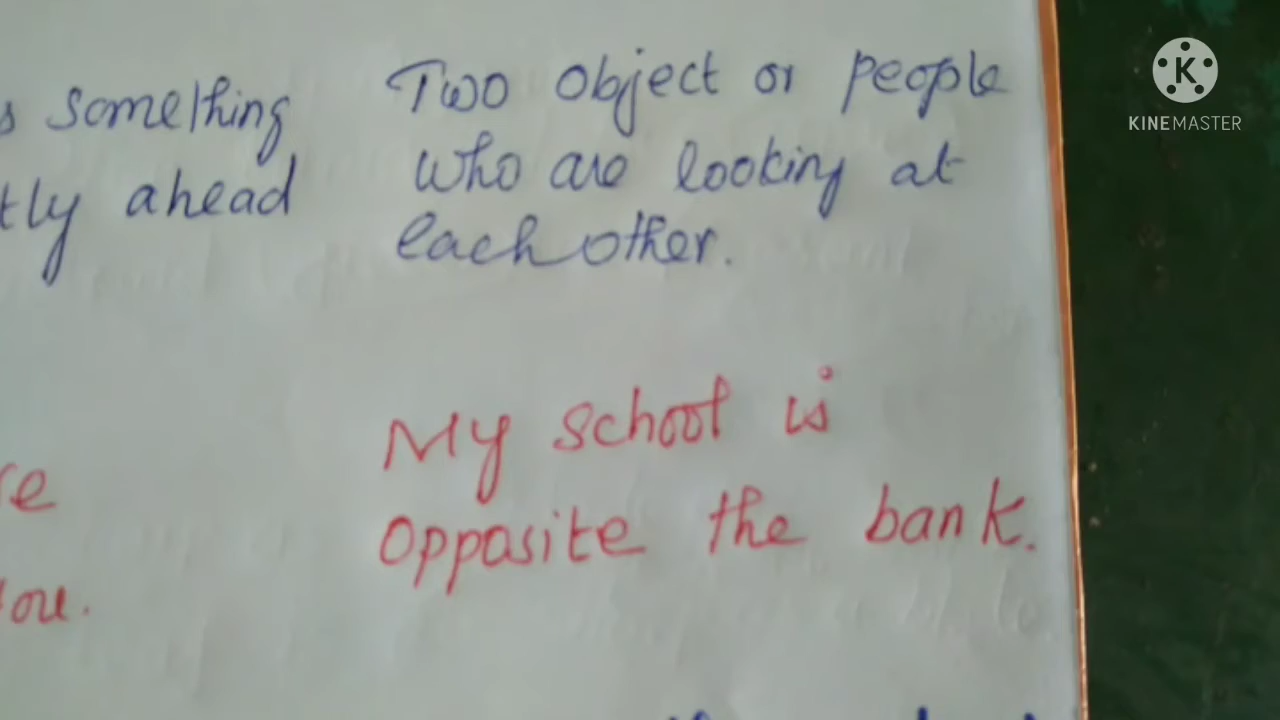 something
ahead
Two object or people
who are looking at
each other.
My school is
opposite the bank.
KINEMASTER